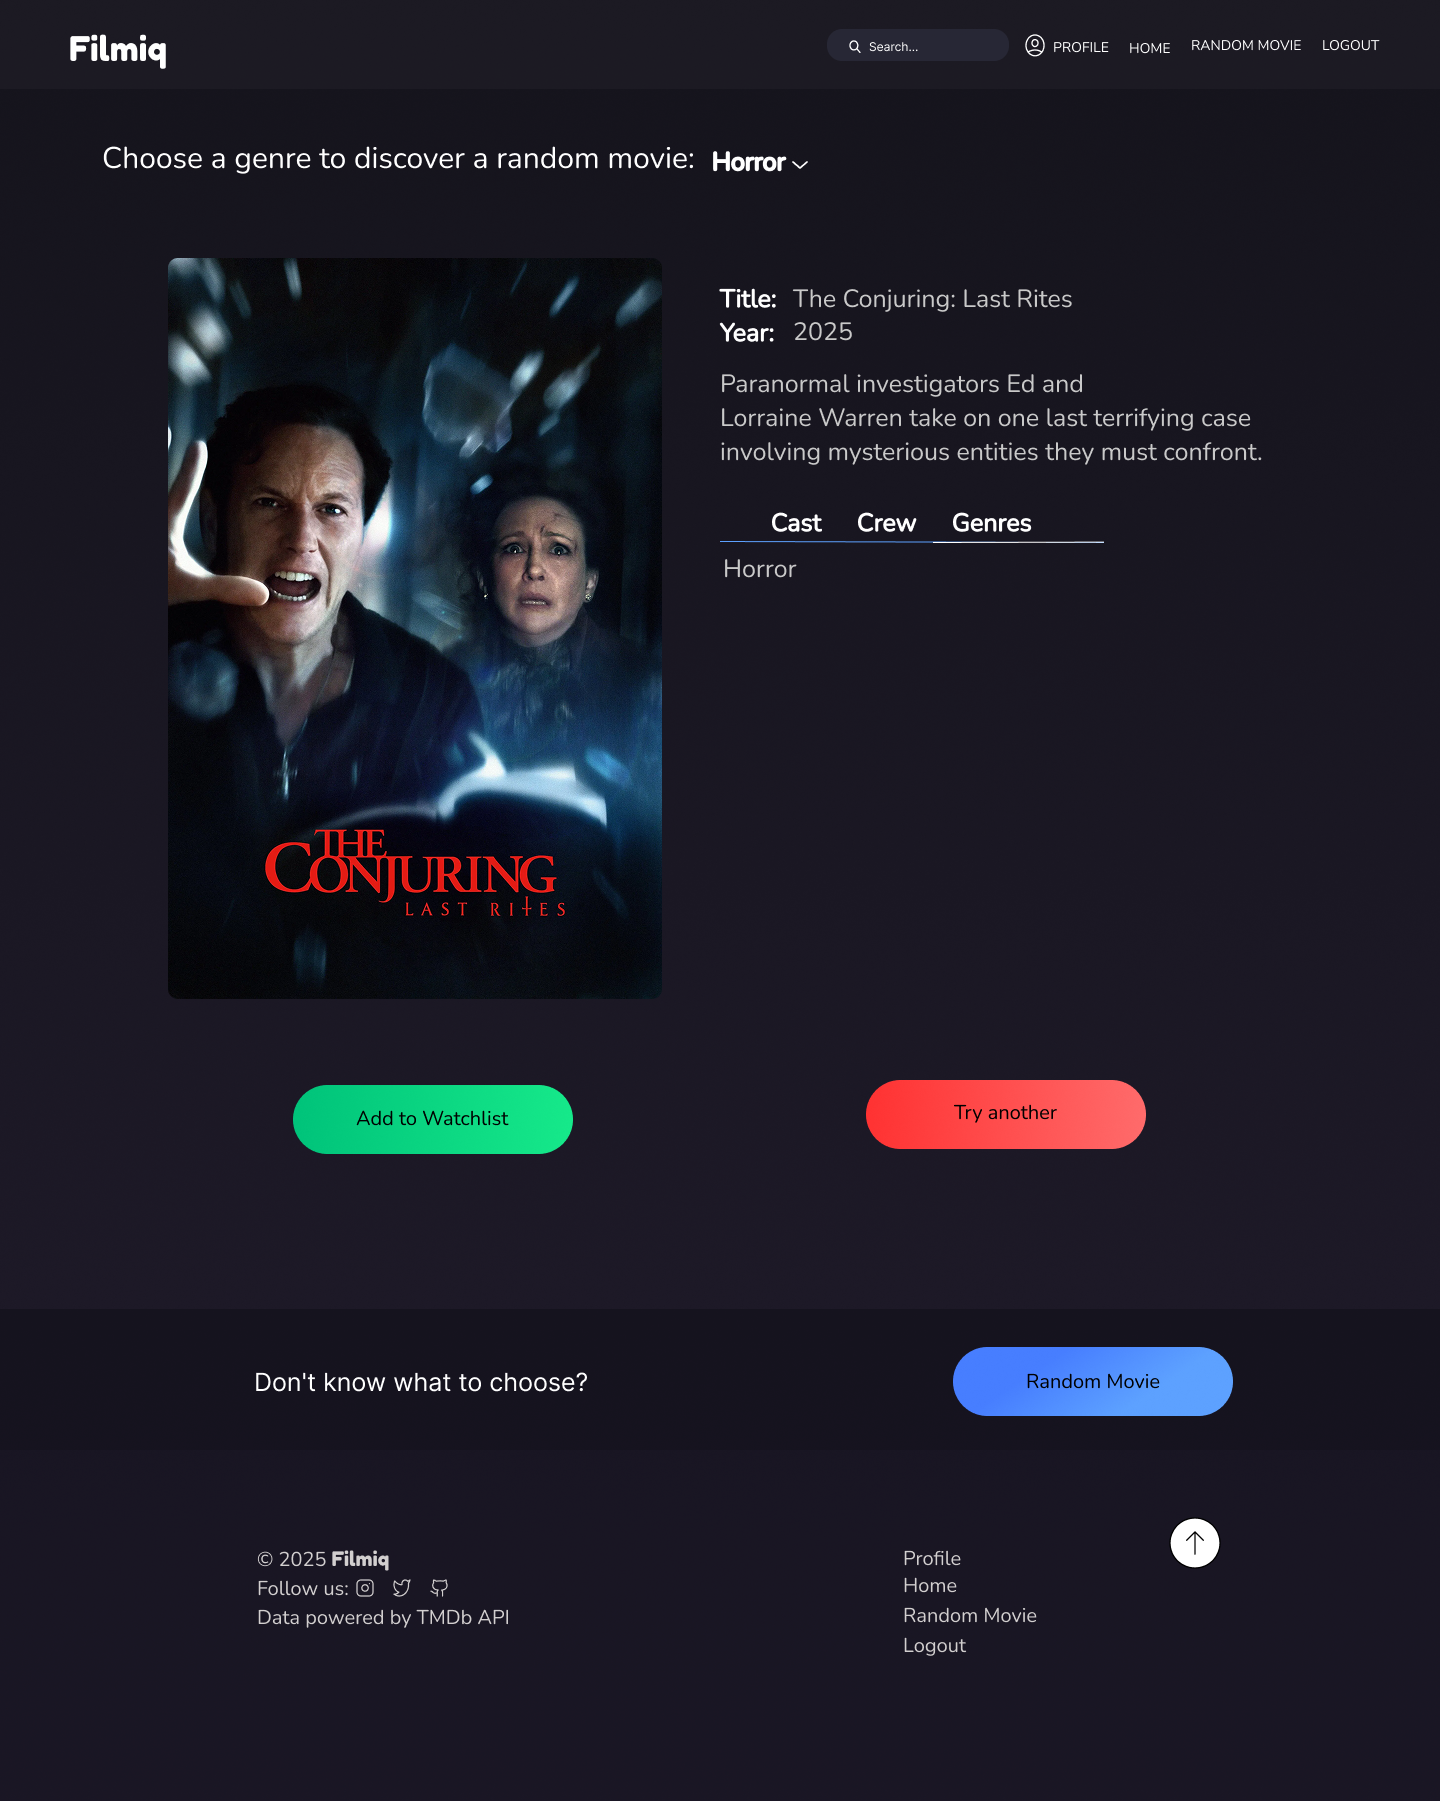 Filmiq
Search...
PROFILE
HOME
RANDOM MOVIE
LOGOUT
Choose a genre to discover a random movie: Horror
THE
CONJURING
LAST RITES
Title: The Conjuring: Last Rites
Year: 2025
Paranormal investigators Ed and
Lorraine Warren take on one last terrifying case
involving mysterious entities they must confront.
Cast Crew Genres
Horror
Add to Watchlist
Try another
Don't know what to choose?
Random Movie
© 2025 Filmiq
Follow us:
Data powered by TMDb API
Profile
Home
Random Movie
Logout